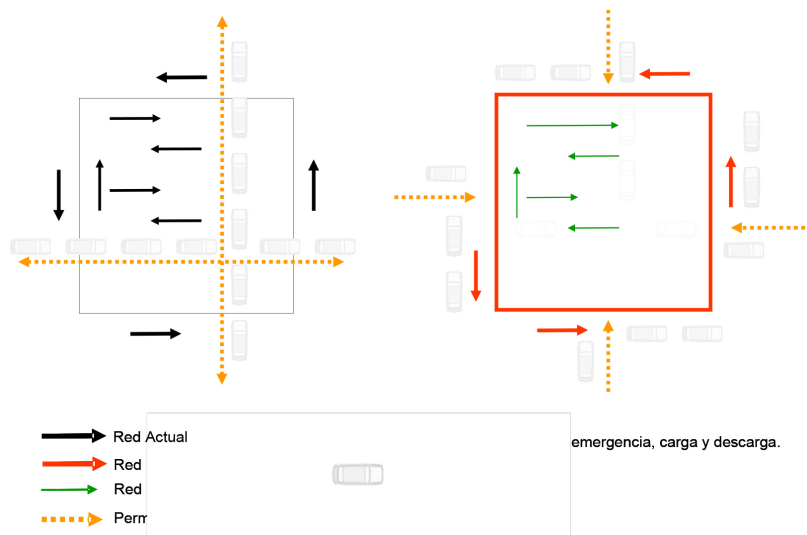 Red Actual
emergencia, carga y descarga.
Red
Red
Perm